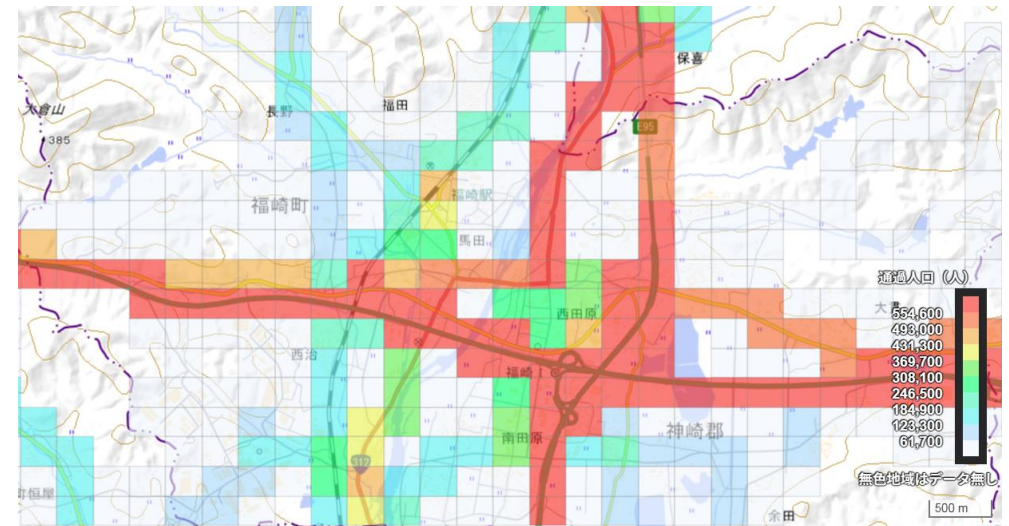 保喜
大倉山
福田
長野
E95
385
福崎駅
福崎町
馬田
通過人口（人）
554,600
493,000
431,300
369,700
308,100
246,500
184,900
123,300
61,700
西田原
西治
福崎
神崎郡
南田原
312
無色地域はデータ無し
町恒屋
余田
500 m